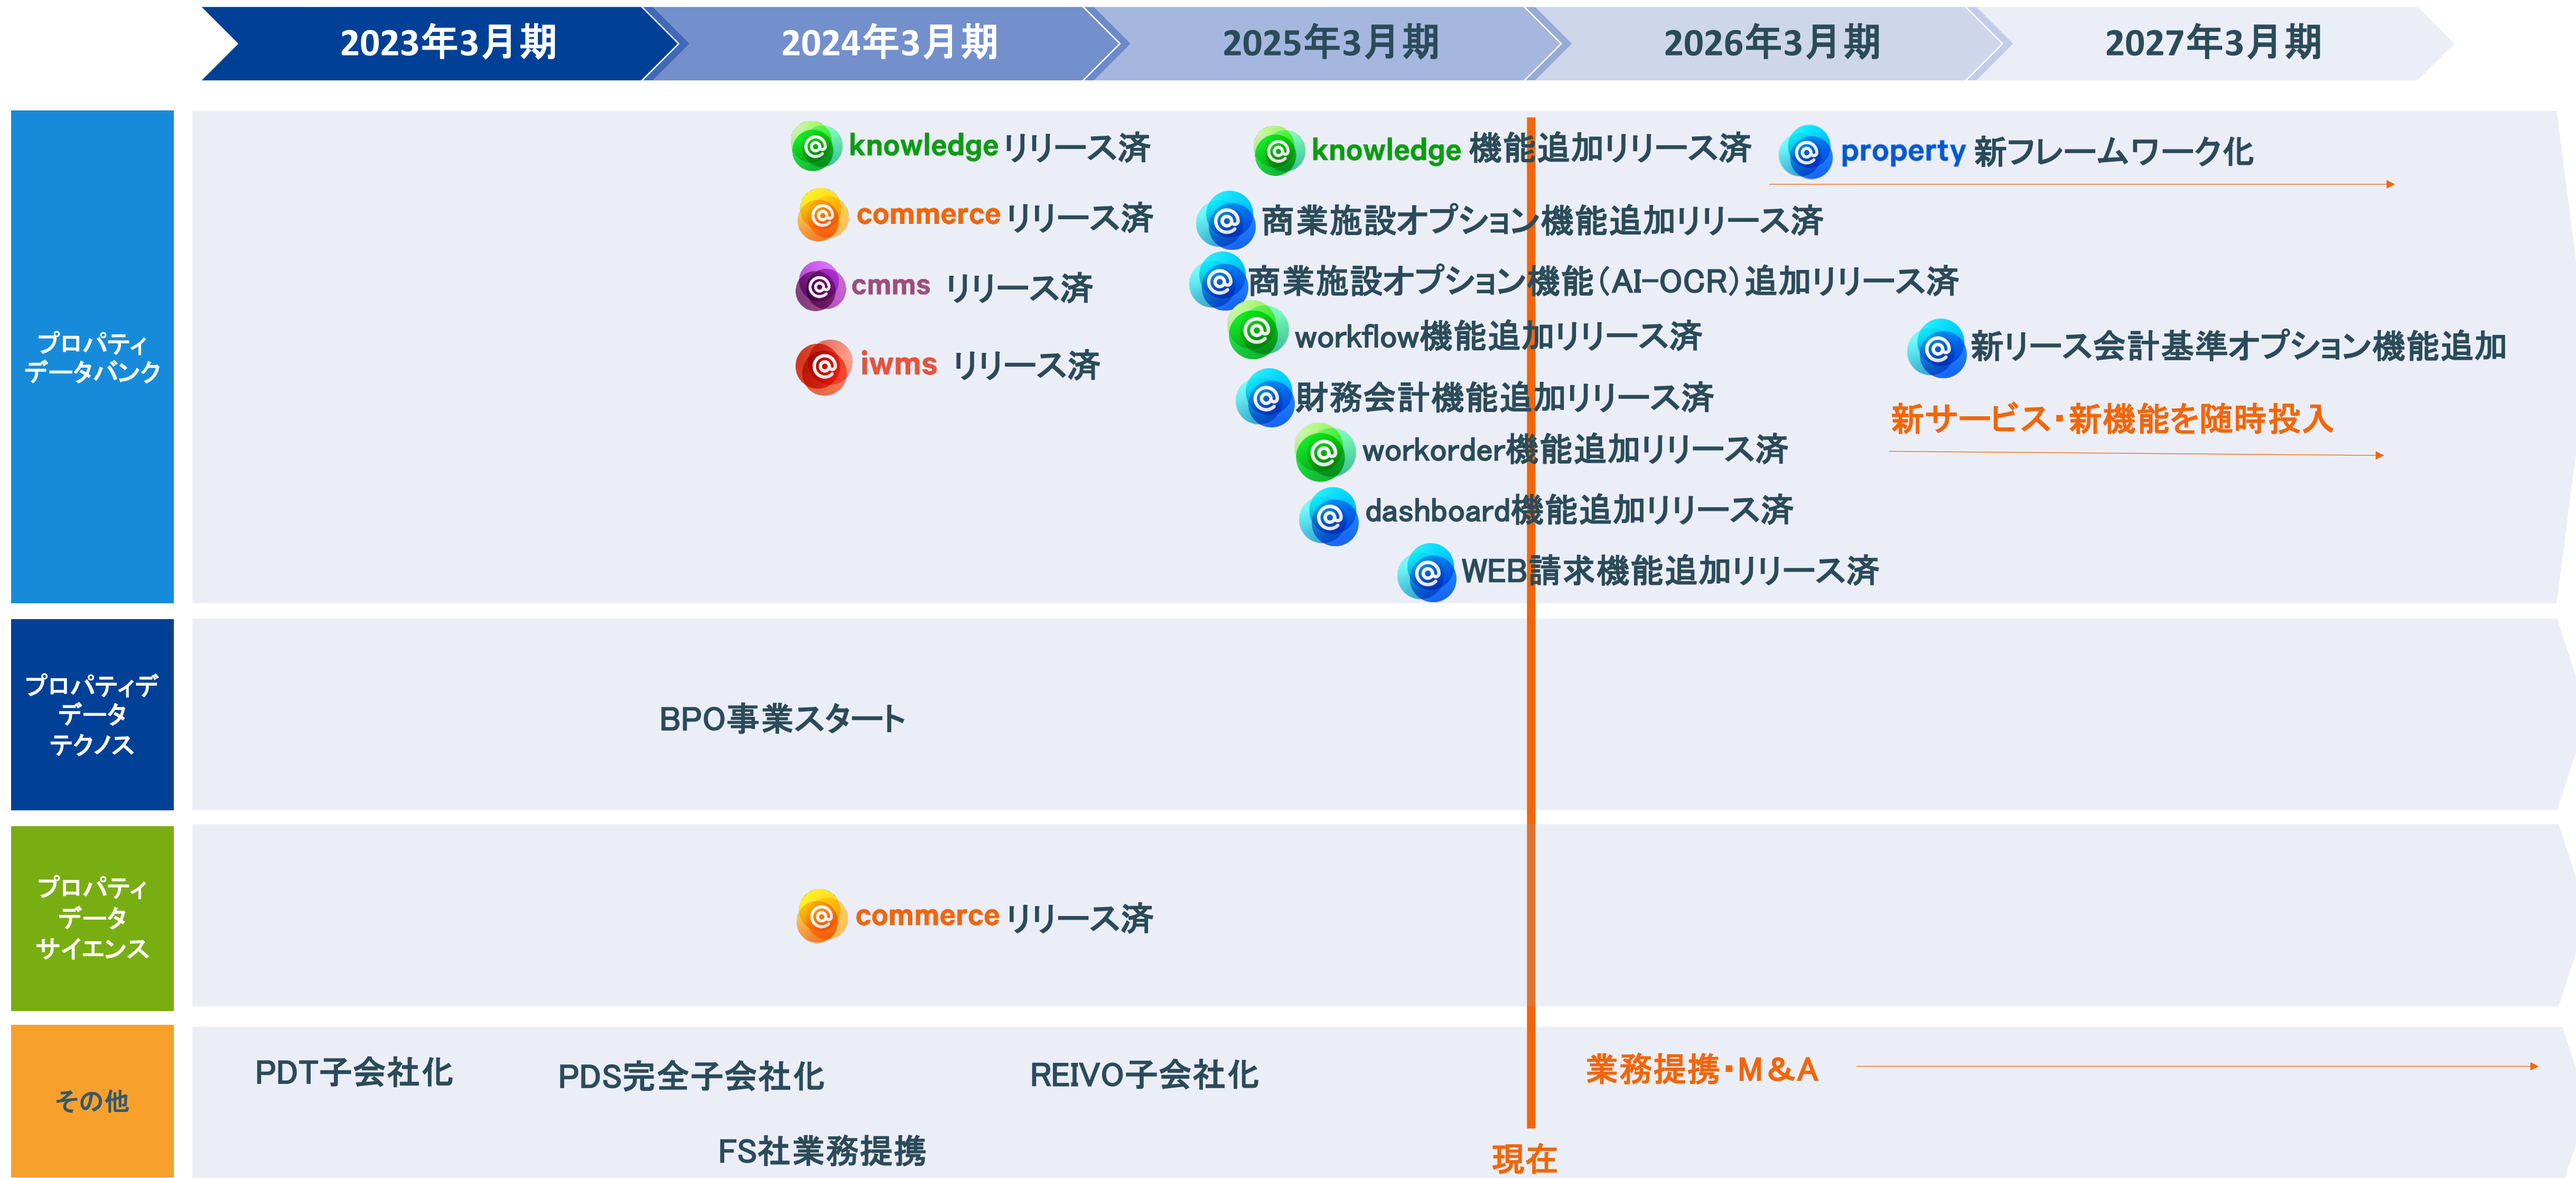 2023年3月期
2024年3月期
2025年3月期
2026年3月期
2027年3月期
プロパティ
データバンク
@ knowledge リリース済
@ commerce リリース済
@ cmms リリース済
@ iwms リリース済
@ knowledge 機能追加リリース済
@ 商業施設オプション機能追加リリース済
@ 商業施設オプション機能（AI-OCR）追加リリース済
@ workflow機能追加リリース済
@ 財務会計機能追加リリース済
@ workorder機能追加リリース済
@ dashboard機能追加リリース済
@ WEB請求機能追加リリース済
@ property 新フレームワーク化
@ 新リース会計基準オプション機能追加
新サービス・新機能を随時投入
プロパティデ
データ
テクノス
BPO事業スタート
プロパティ
データ
サイエンス
@ commerce リリース済
その他
PDT子会社化
PDS完全子会社化
REIVO子会社化
業務提携・M＆A
FS社業務提携
現在